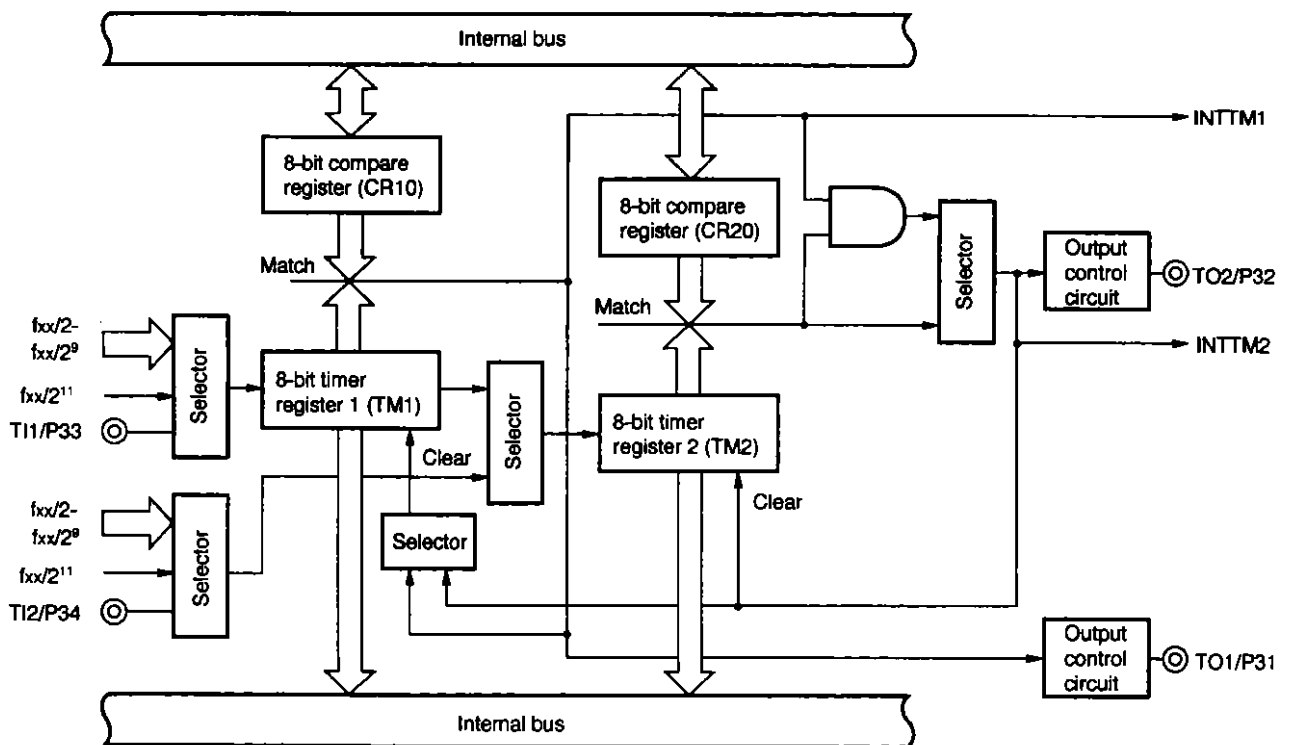 Internal bus
INTTM1
8-bit compare
register (CR10)
8-bit compare
register (CR20)
Match
Match
Selector
Output
control
circuit
TO2/P32
INTTM2
fxx/2-
fxx/2⁹
fxx/2¹¹
TI1/P33
Selector
8-bit timer
register 1 (TM1)
Selector
8-bit timer
register 2 (TM2)
Clear
Clear
fxx/2-
fxx/2⁹
fxx/2¹¹
TI2/P34
Selector
Selector
Output
control
circuit
TO1/P31
Internal bus